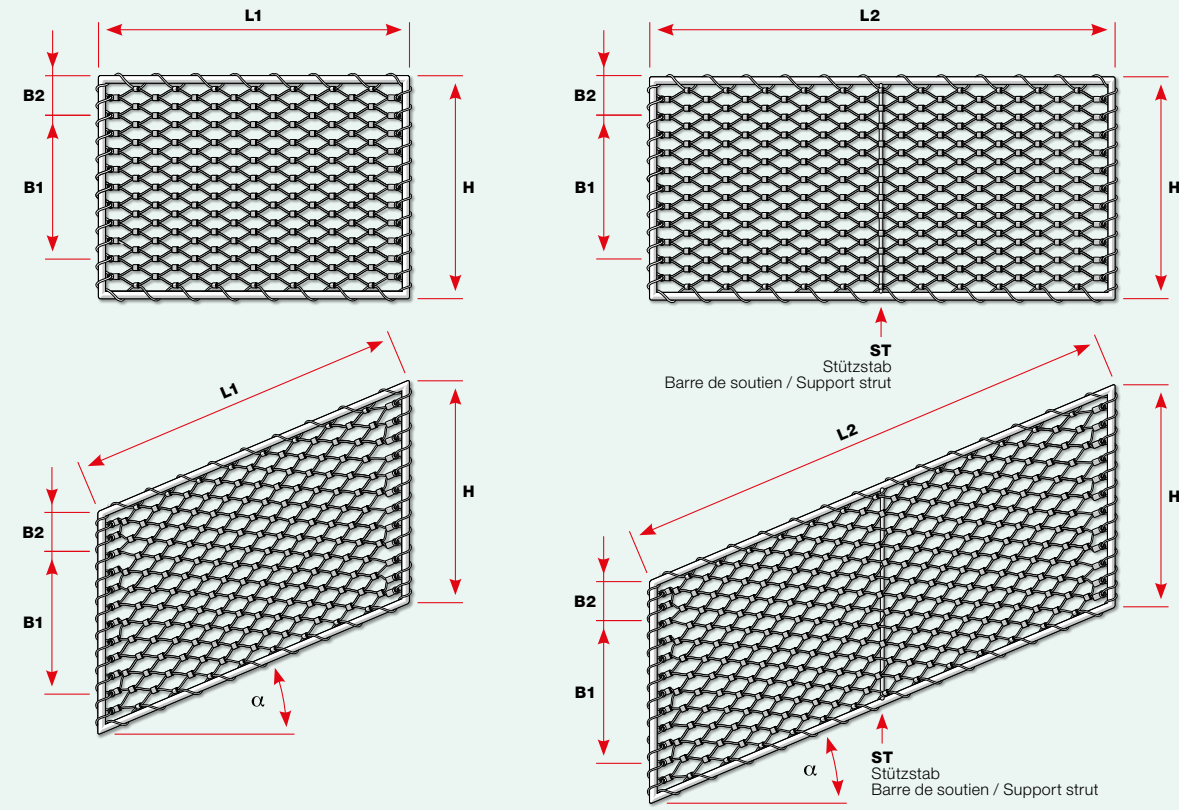 L1
B2
B1
H
L2
B2
B1
H
ST
Stützstab
Barre de soutien / Support strut
L1
B2
B1
H
α
L2
B2
B1
H
α
ST
Stützstab
Barre de soutien / Support strut